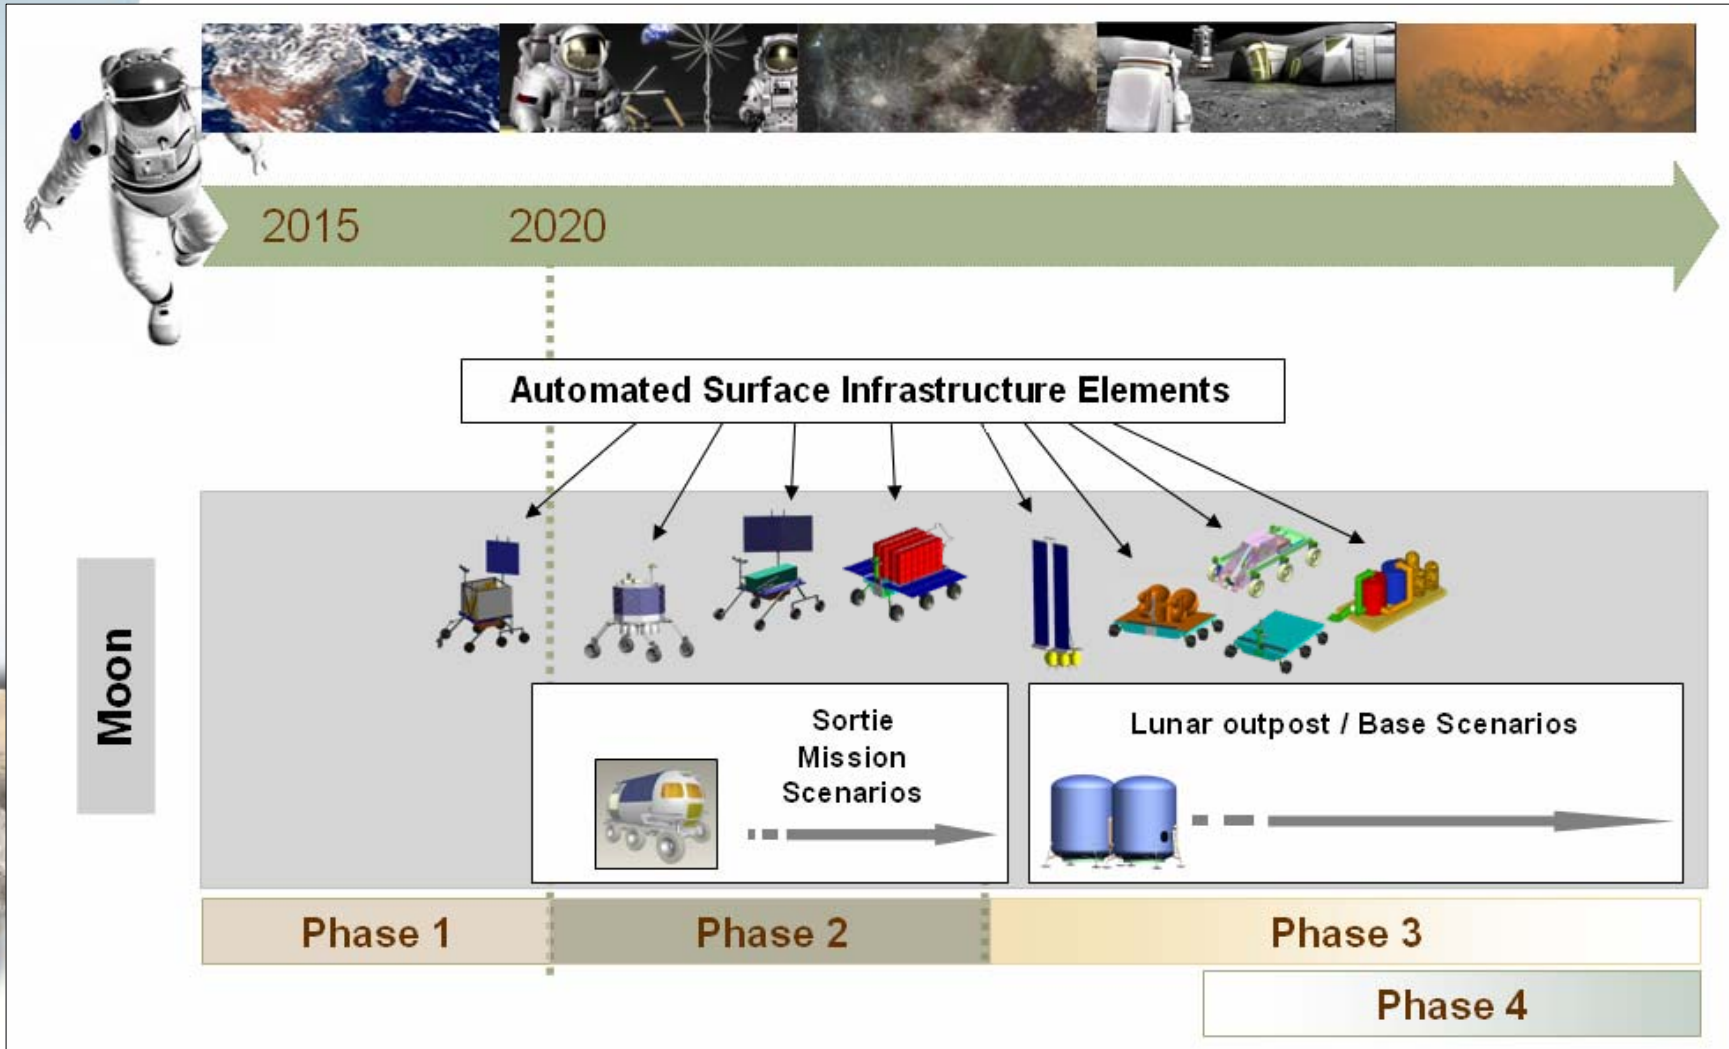 2015
2020
Automated Surface Infrastructure Elements
Moon
Sortie
Mission
Scenarios
Lunar outpost / Base Scenarios
Phase 1
Phase 2
Phase 3
Phase 4